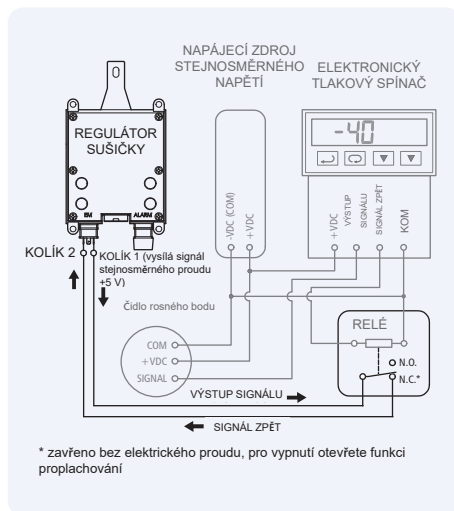 NAPÁJECÍ ZDROJ
STEJNOSMĚRNÉHO
NAPĚTÍ
ELEKTRONICKÝ
TLAKOVÝ SPÍNAČ
REGULÁTOR
SUŠIČKY
-40
EM
ALARM
-VDC (COM)
+VDC
+VDC
VÝSTUP
SIGNÁLU
SIGNÁL ZPĚT
KOM
KOLÍK 2
KOLÍK 1 (vysílá signál
stejnosměrného proudu
+5 V)
Čidlo rosného bodu
COM
+VDC
SIGNAL
RELÉ
N.O.
N.C.*
VÝSTUP SIGNÁLU
SIGNÁL ZPĚT
* zavřeno bez elektrického proudu, pro vypnutí otevřete funkci
proplachování